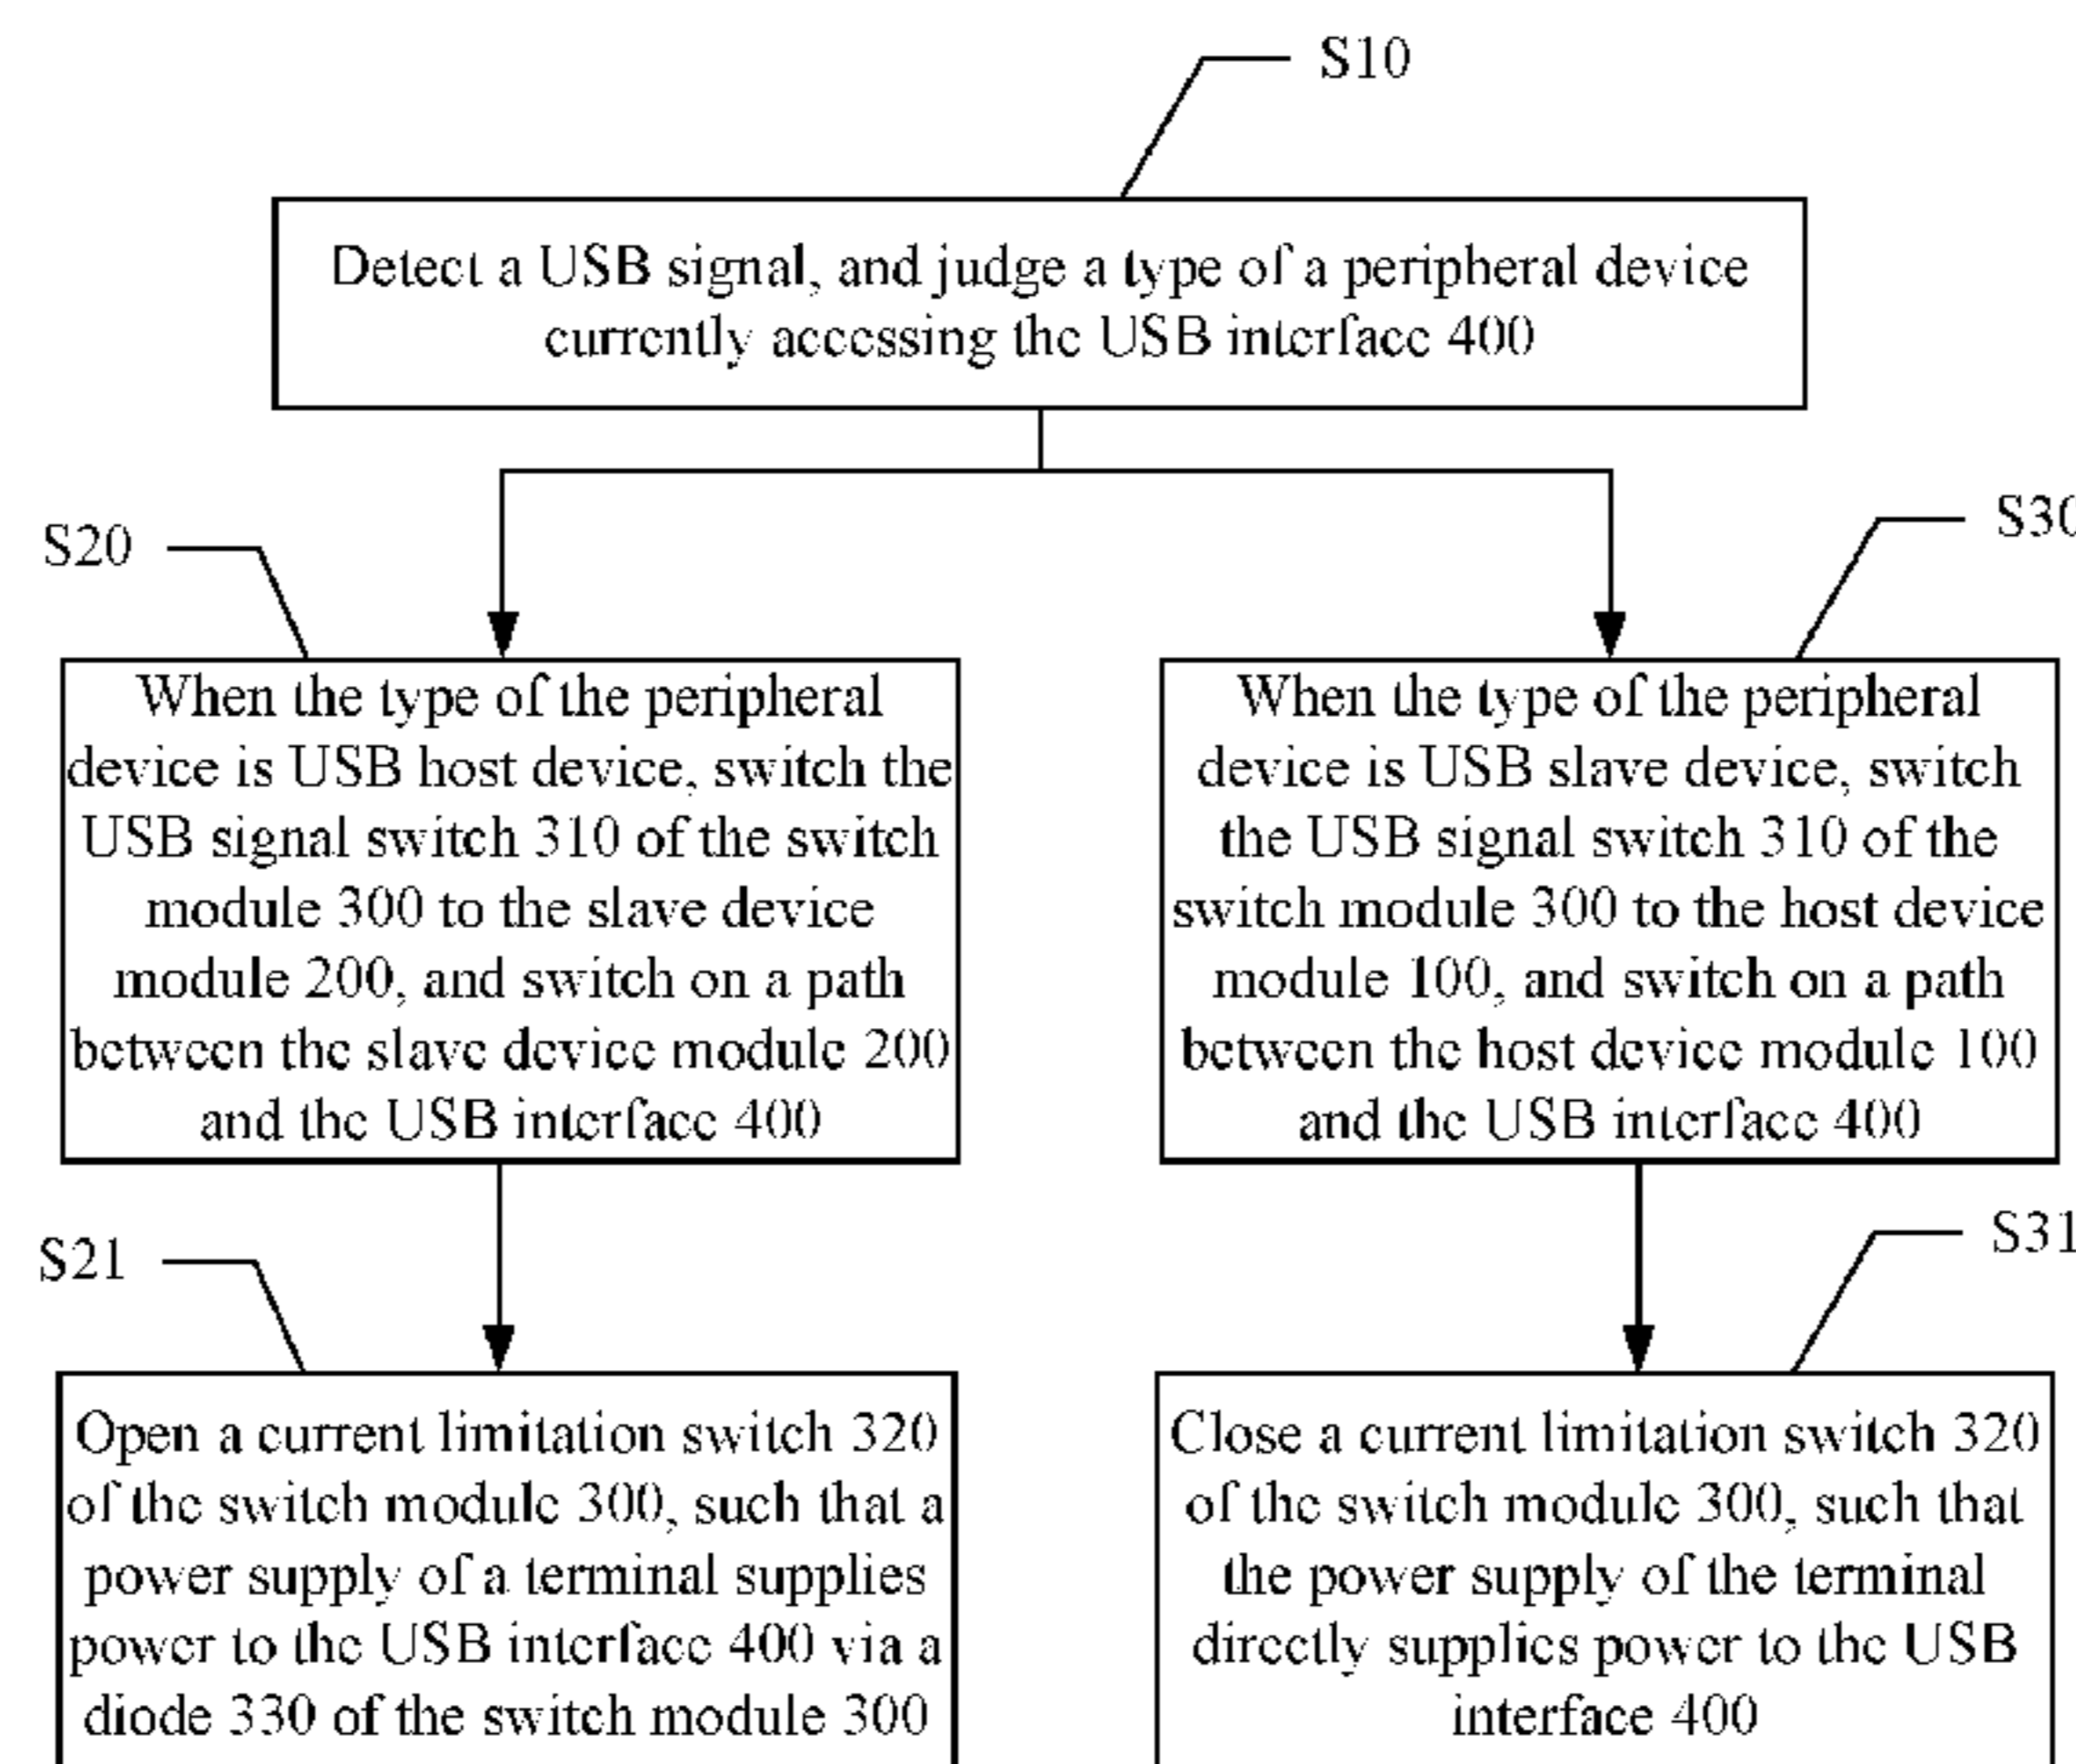 S10
Detect a USB signal, and judge a type of a peripheral device
currently accessing the USB interface 400
S20
S30
When the type of the peripheral
device is USB host device, switch the
USB signal switch 310 of the switch
module 300 to the slave device
module 200, and switch on a path
between the slave device module 200
and the USB interface 400
When the type of the peripheral
device is USB slave device, switch
the USB signal switch 310 of the
switch module 300 to the host device
module 100, and switch on a path
between the host device module 100
and the USB interface 400
S21
S31
Open a current limitation switch 320
of the switch module 300, such that a
power supply of a terminal supplies
power to the USB interface 400 via a
diode 330 of the switch module 300
Close a current limitation switch 320
of the switch module 300, such that
the power supply of the terminal
directly supplies power to the USB
interface 400